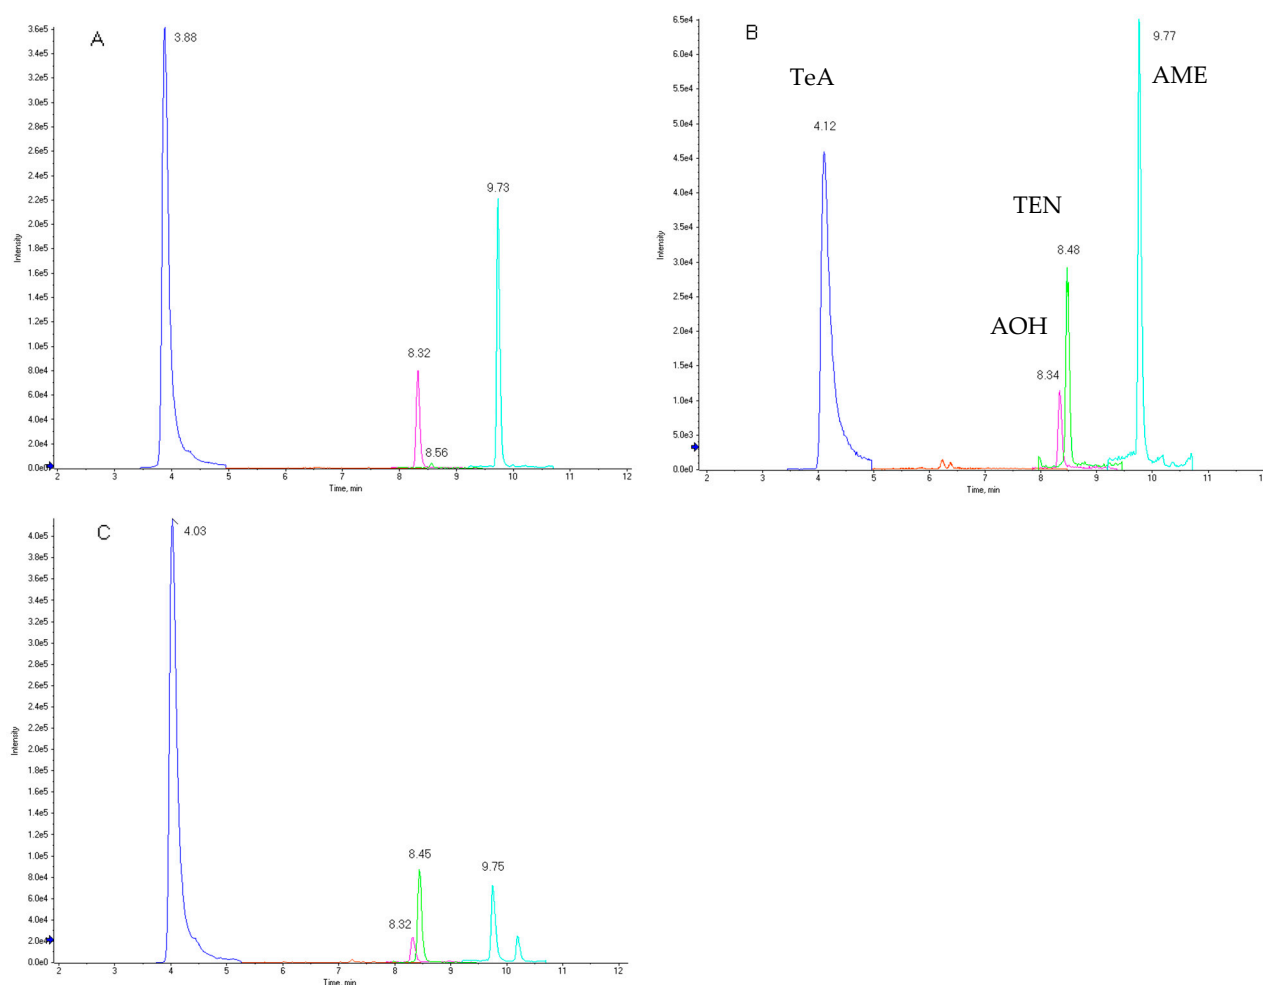 A
3.88
3.6e5
3.4e5
3.2e5
3.0e5
2.8e5
2.6e5
2.4e5
2.2e5
2.0e5
1.8e5
1.6e5
1.4e5
1.2e5
1.0e5
8.0e4
6.0e4
4.0e4
2.0e4
0.0e0
Intensity
9.73
8.32
8.56
2 3 4 5 6 7 8 9 10 11 12
Time, min
B
9.77
AME
TeA
4.12
TEN
8.48
AOH
8.34
6.5e4
6.0e4
5.5e4
5.0e4
4.5e4
4.0e4
3.5e4
3.0e4
2.5e4
2.0e4
1.5e4
1.0e4
5.0e3
0.0e0
Intensity
2 3 4 5 6 7 8 9 10 11
Time, min
C
4.03
4.0e5
3.8e5
3.6e5
3.4e5
3.2e5
3.0e5
2.8e5
2.6e5
2.4e5
2.2e5
2.0e5
1.8e5
1.6e5
1.4e5
1.2e5
1.0e5
8.0e4
6.0e4
4.0e4
2.0e4
0.0e0
Intensity
8.45
9.75
8.32
2 3 4 5 6 7 8 9 10 11 12
Time, min